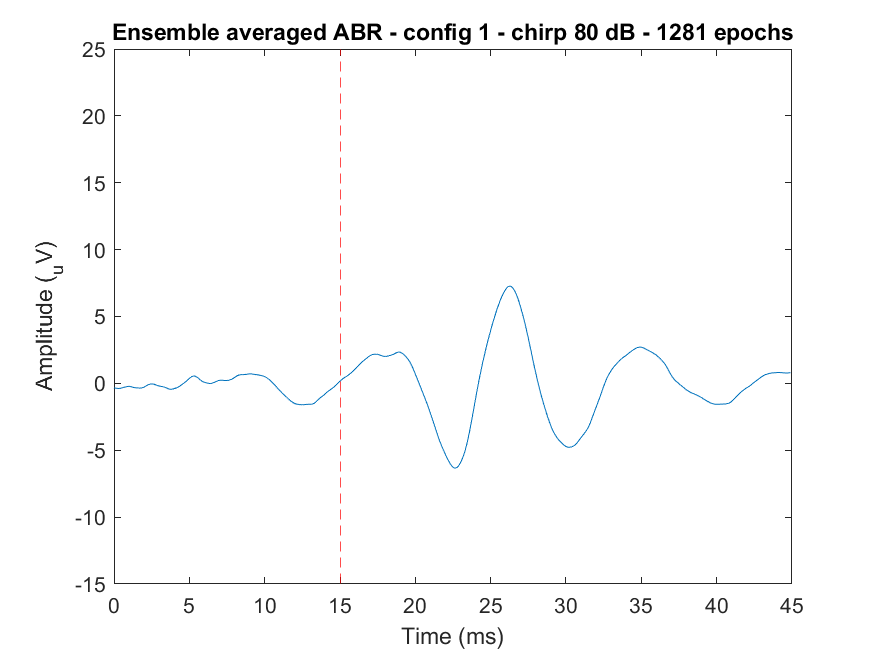 Ensemble averaged ABR - config 1 - chirp 80 dB - 1281 epochs
25
20
15
10
5
0
-5
-10
-15
Amplitude (uV)
0 5 10 15 20 25 30 35 40 45
Time (ms)